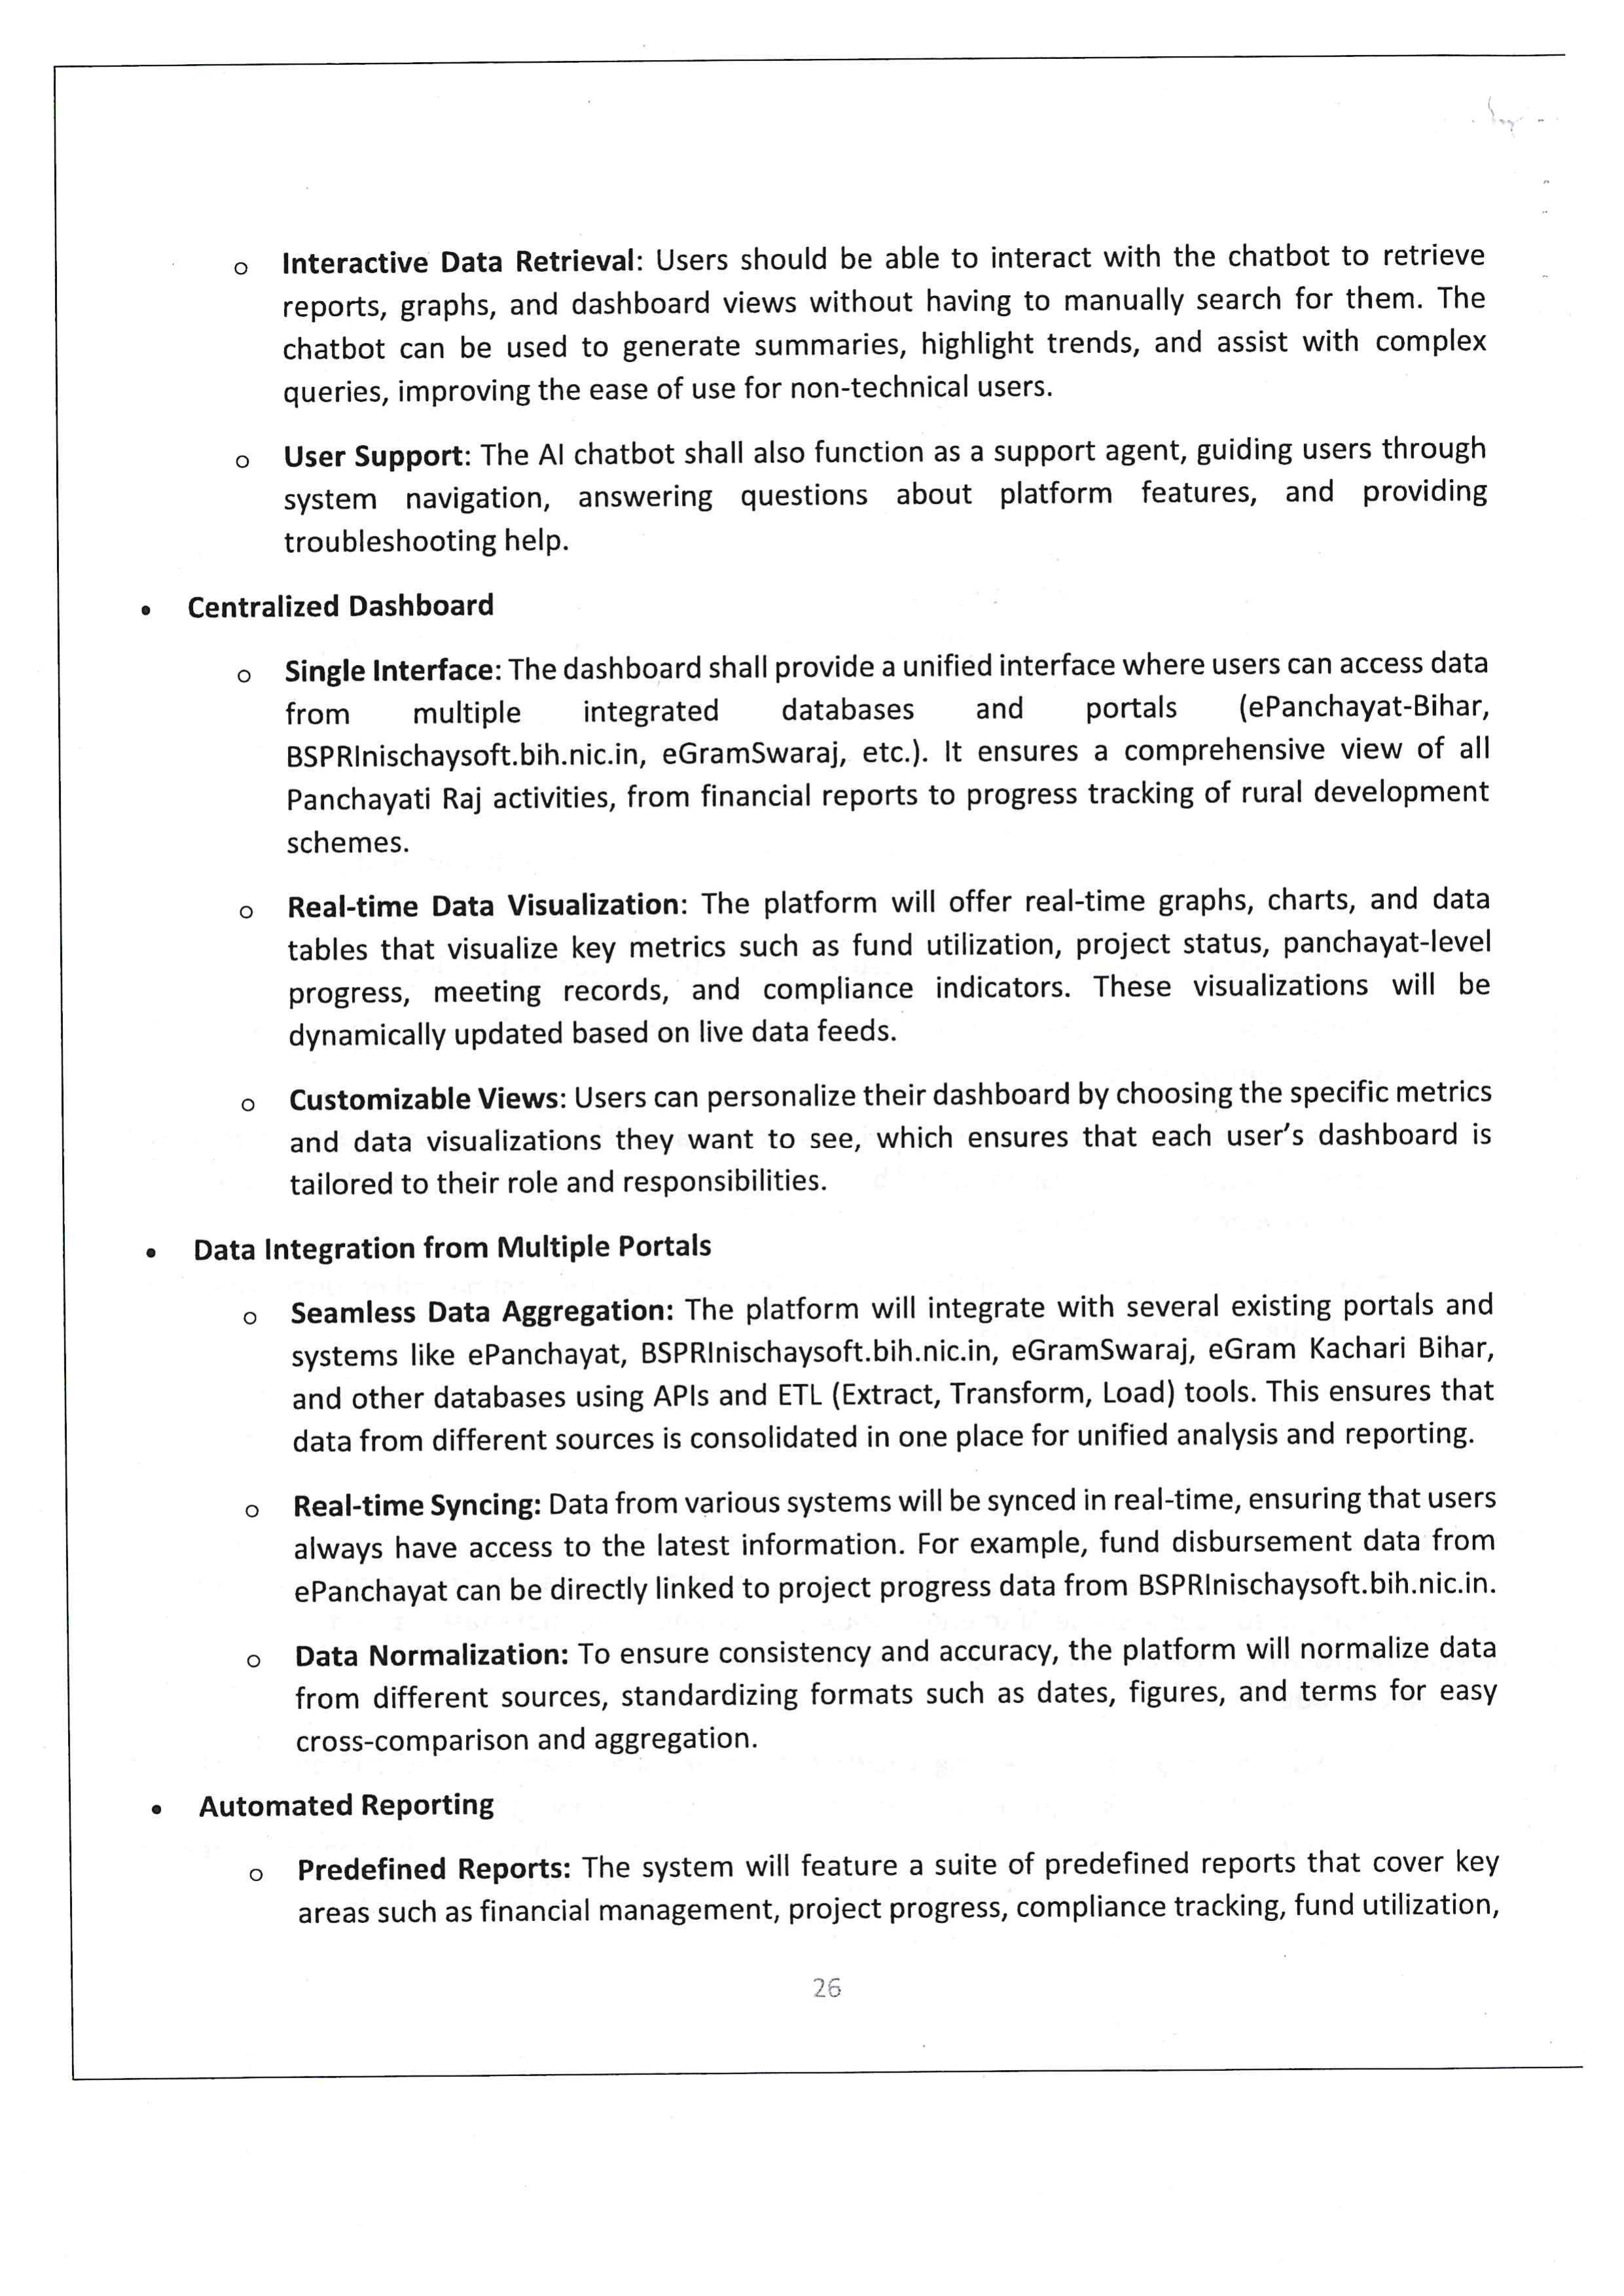 o Interactive Data Retrieval: Users should be able to interact with the chatbot to retrieve
reports, graphs, and dashboard views without having to manually search for them. The
chatbot can be used to generate summaries, highlight trends, and assist with complex
queries, improving the ease of use for non-technical users.
o User Support: The AI chatbot shall also function as a support agent, guiding users through
system navigation, answering questions about platform features, and providing
troubleshooting help.
• Centralized Dashboard
o Single Interface: The dashboard shall provide a unified interface where users can access data
from multiple integrated databases and portals (ePanchayat-Bihar,
BSPRInischaysoft.bih.nic.in, eGramSwaraj, etc.). It ensures a comprehensive view of all
Panchayati Raj activities, from financial reports to progress tracking of rural development
schemes.
o Real-time Data Visualization: The platform will offer real-time graphs, charts, and data
tables that visualize key metrics such as fund utilization, project status, panchayat-level
progress, meeting records, and compliance indicators. These visualizations will be
dynamically updated based on live data feeds.
o Customizable Views: Users can personalize their dashboard by choosing the specific metrics
and data visualizations they want to see, which ensures that each user's dashboard is
tailored to their role and responsibilities.
• Data Integration from Multiple Portals
o Seamless Data Aggregation: The platform will integrate with several existing portals and
systems like ePanchayat, BSPRInischaysoft.bih.nic.in, eGramSwaraj, eGram Kachari Bihar,
and other databases using APIs and ETL (Extract, Transform, Load) tools. This ensures that
data from different sources is consolidated in one place for unified analysis and reporting.
o Real-time Syncing: Data from various systems will be synced in real-time, ensuring that users
always have access to the latest information. For example, fund disbursement data from
ePanchayat can be directly linked to project progress data from BSPRInischaysoft.bih.nic.in.
o Data Normalization: To ensure consistency and accuracy, the platform will normalize data
from different sources, standardizing formats such as dates, figures, and terms for easy
cross-comparison and aggregation.
• Automated Reporting
o Predefined Reports: The system will feature a suite of predefined reports that cover key
areas such as financial management, project progress, compliance tracking, fund utilization,
26